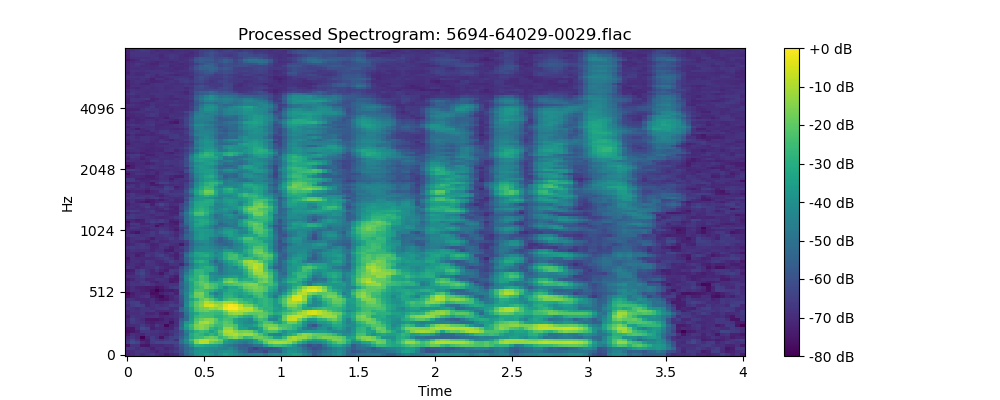 Processed Spectrogram: 5694-64029-0029.flac
Hz
4096
2048
1024
512
0
0 0.5 1 1.5 2 2.5 3 3.5 4
Time
+0 dB
-10 dB
-20 dB
-30 dB
-40 dB
-50 dB
-60 dB
-70 dB
-80 dB